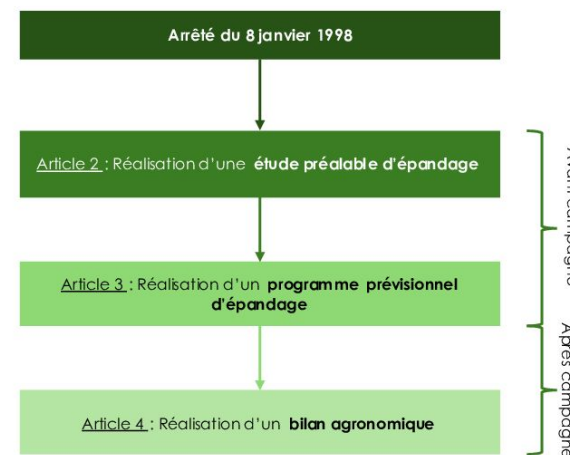 Arrêté du 8 janvier 1998
Article 2 : Réalisation d'une étude préalable d'épandage
Article 3 : Réalisation d'un programme prévisionnel
d'épandage
Article 4 : Réalisation d'un bilan agronomique
campagne
Après campagne